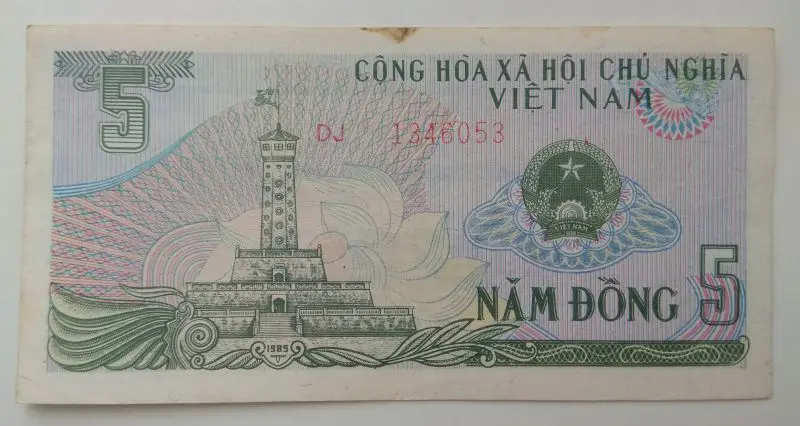 5
CỘNG HÒA XÃ HỘI CHỦ NGHĨA
VIỆT NAM
DJ 1346053
VIỆT NAM
NĂM ĐỒNG
5
1985